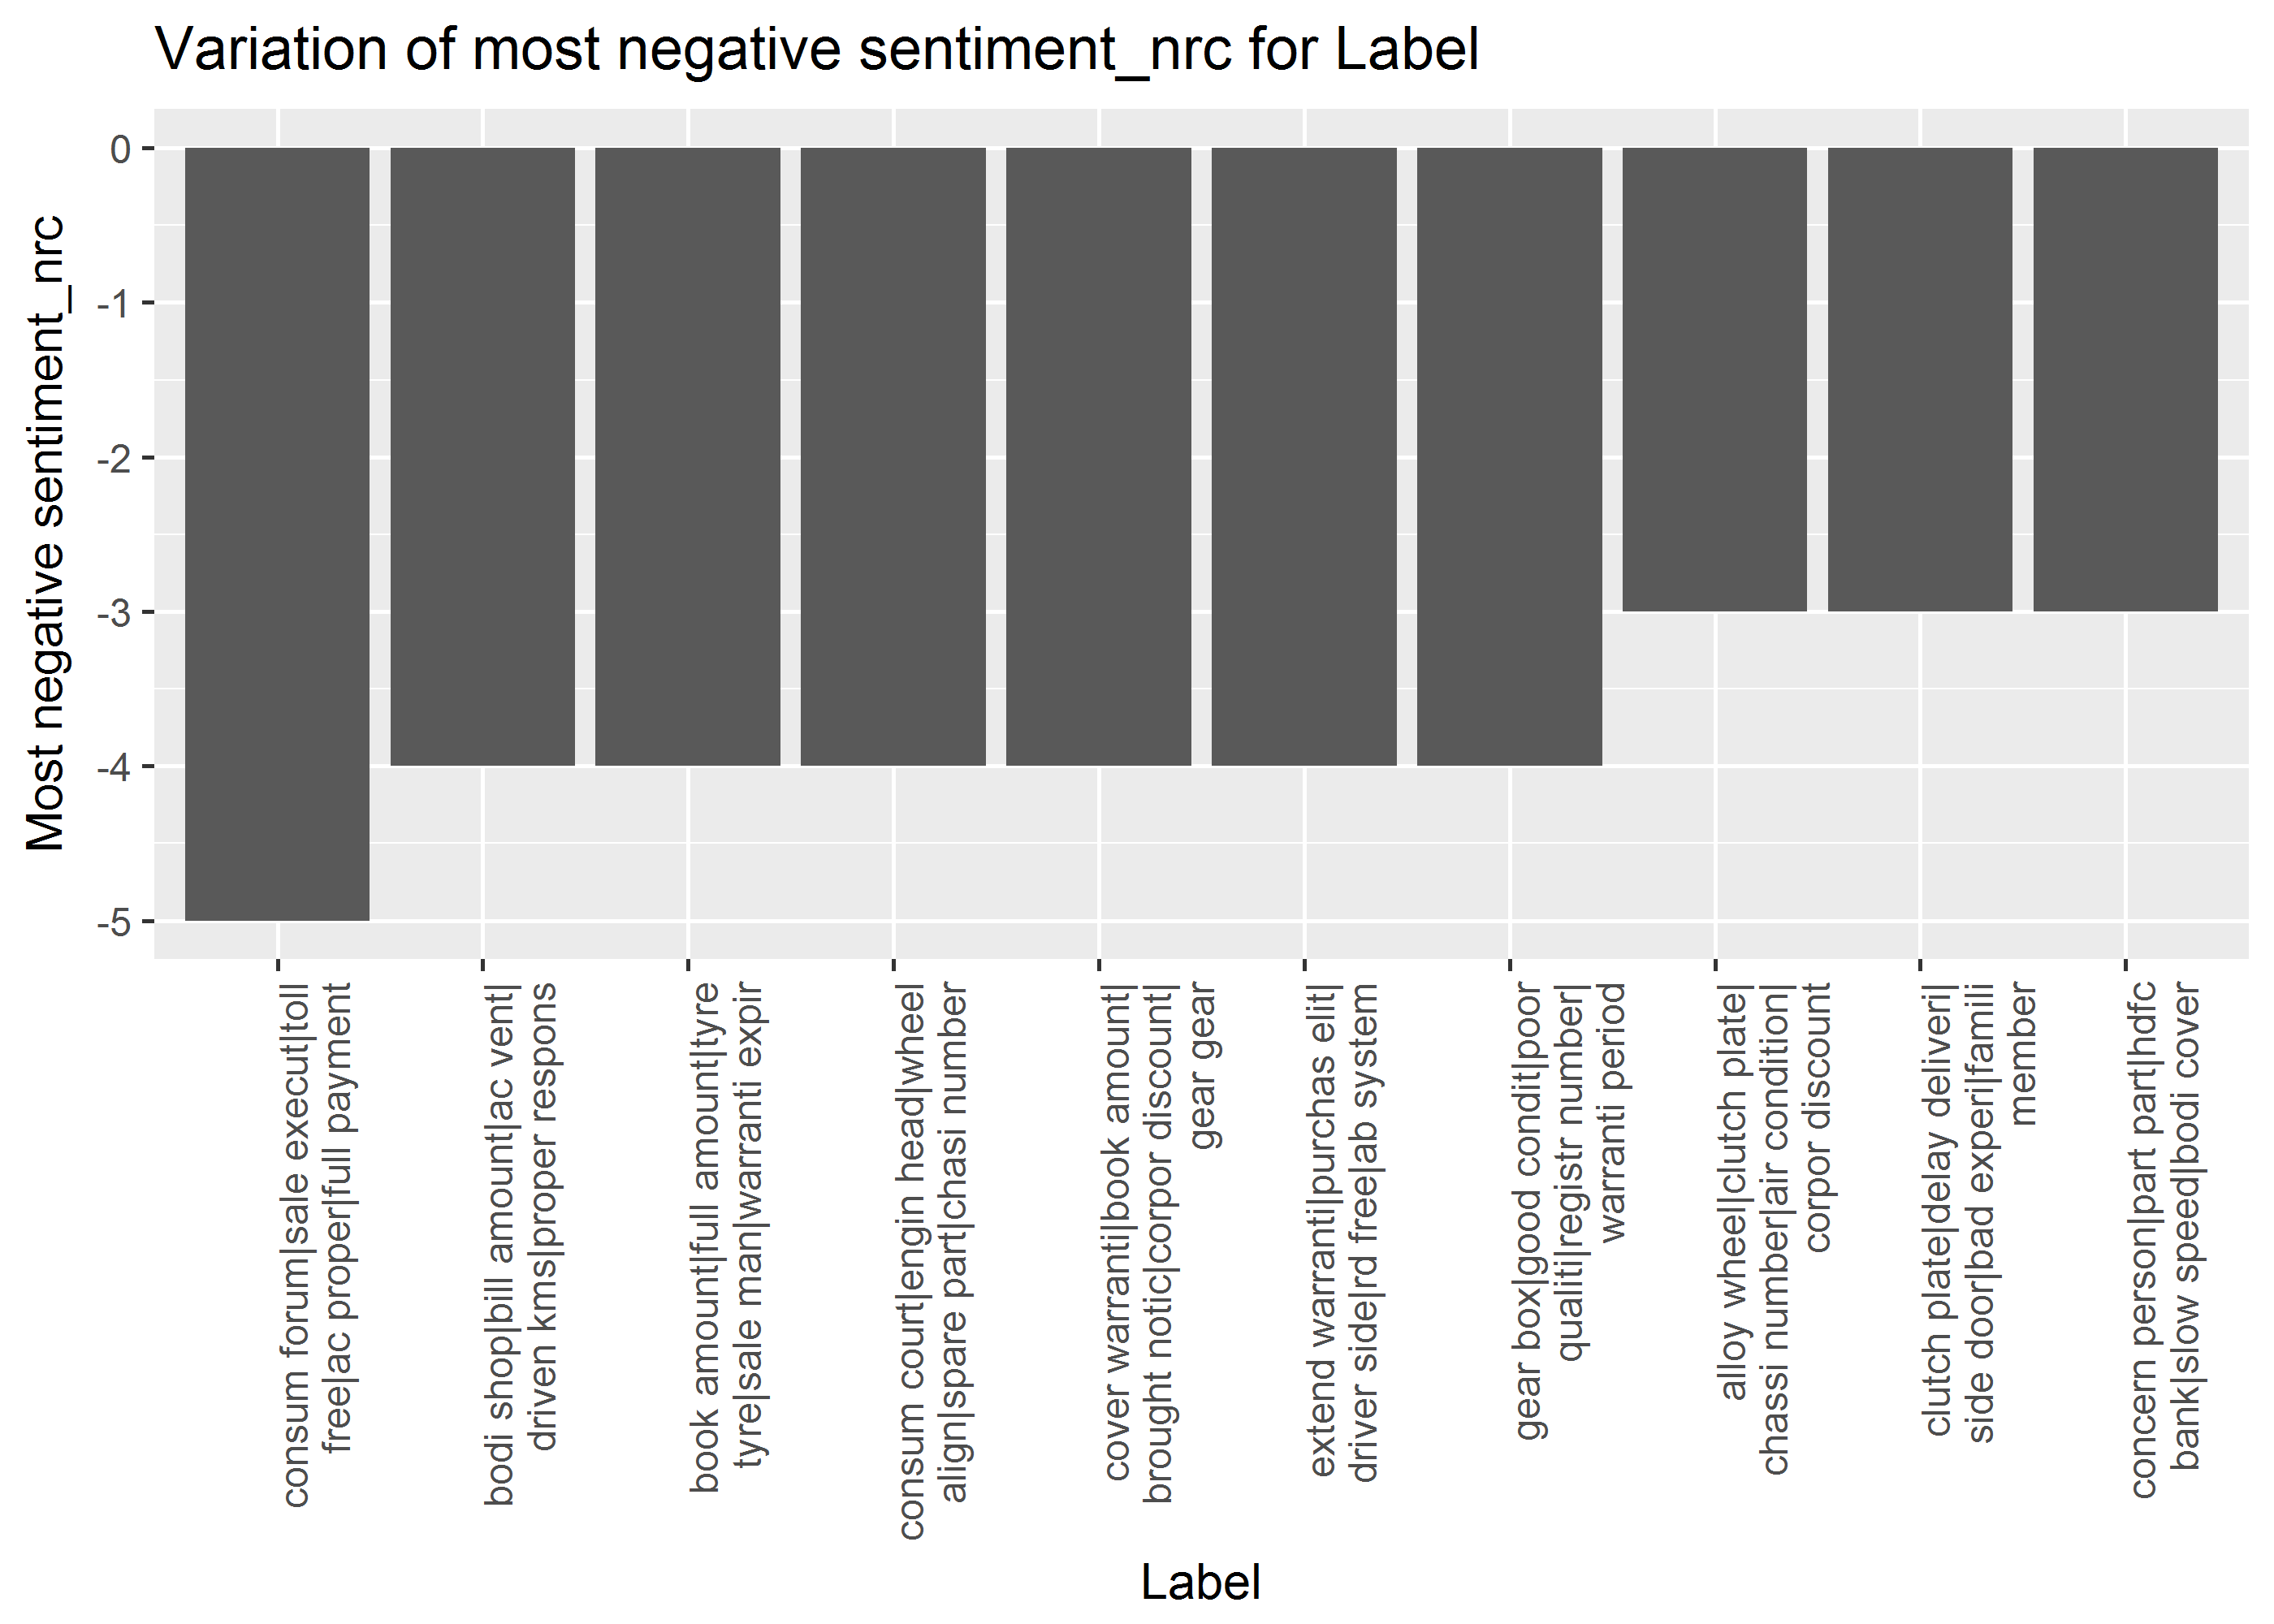 Variation of most negative sentiment_nrc for Label
Most negative sentiment_nrc
0
-1
-2
-3
-4
-5
consum forum|sale execut|toll
free|ac proper|full payment
bodi shop|bill amount|ac vent|
driven kms|proper respons
book amount|full amount|tyre
tyre|sale man|warranti expir
consum court|engin head|wheel
align|spare part|chasi number
cover warranti|book amount|
brought notic|corpor discount|
gear gear
extend warranti|purchas elit|
driver side|rd free|ab system
gear box|good condit|poor
qualiti|registr number|
warranti period
alloy wheel|clutch plate|
chassi number|air condition|
corpor discount
clutch plate|delay deliveri|
side door|bad experi|famili
member
concern person|part part|hdfc
bank|slow speed|bodi cover
Label